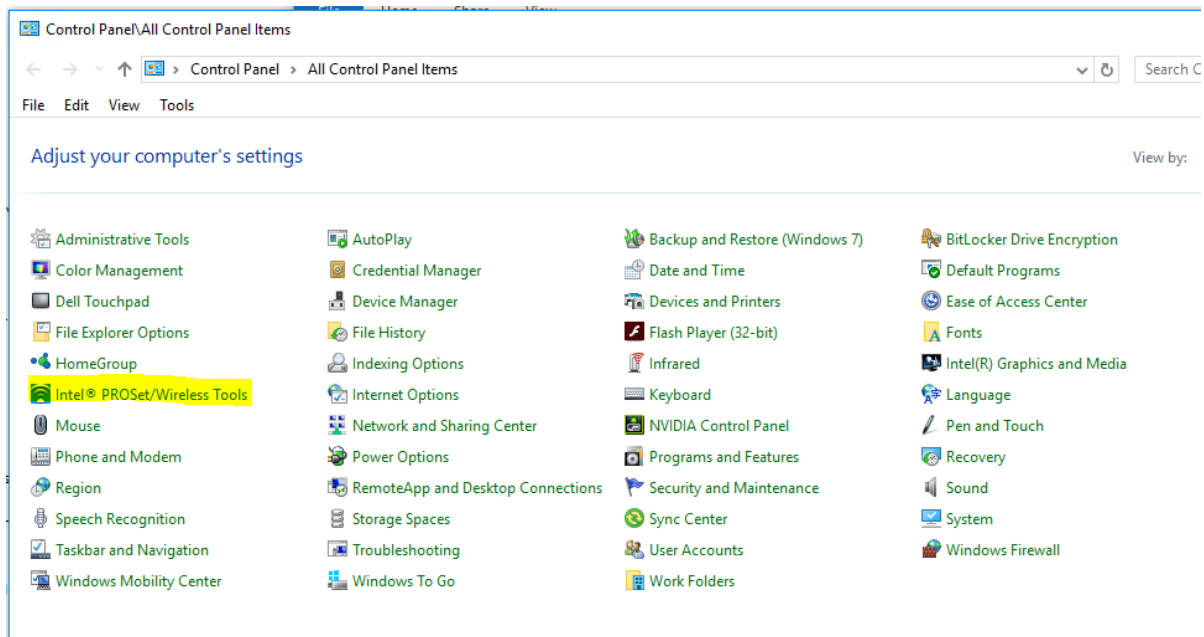 File Home Share View
Control Panel\All Control Panel Items
Control Panel > All Control Panel Items
Search C
File Edit View Tools
Adjust your computer's settings
View by:
Administrative Tools AutoPlay Backup and Restore (Windows 7) BitLocker Drive Encryption
Color Management Credential Manager Date and Time Default Programs
Dell Touchpad Device Manager Devices and Printers Ease of Access Center
File Explorer Options File History Flash Player (32-bit) Fonts
HomeGroup Indexing Options Infrared Intel(R) Graphics and Media
Intel® PROSet/Wireless Tools Internet Options Keyboard Language
Mouse Network and Sharing Center NVIDIA Control Panel Pen and Touch
Phone and Modem Power Options Programs and Features Recovery
Region RemoteApp and Desktop Connections Security and Maintenance Sound
Speech Recognition Storage Spaces Sync Center System
Taskbar and Navigation Troubleshooting User Accounts Windows Firewall
Windows Mobility Center Windows To Go Work Folders